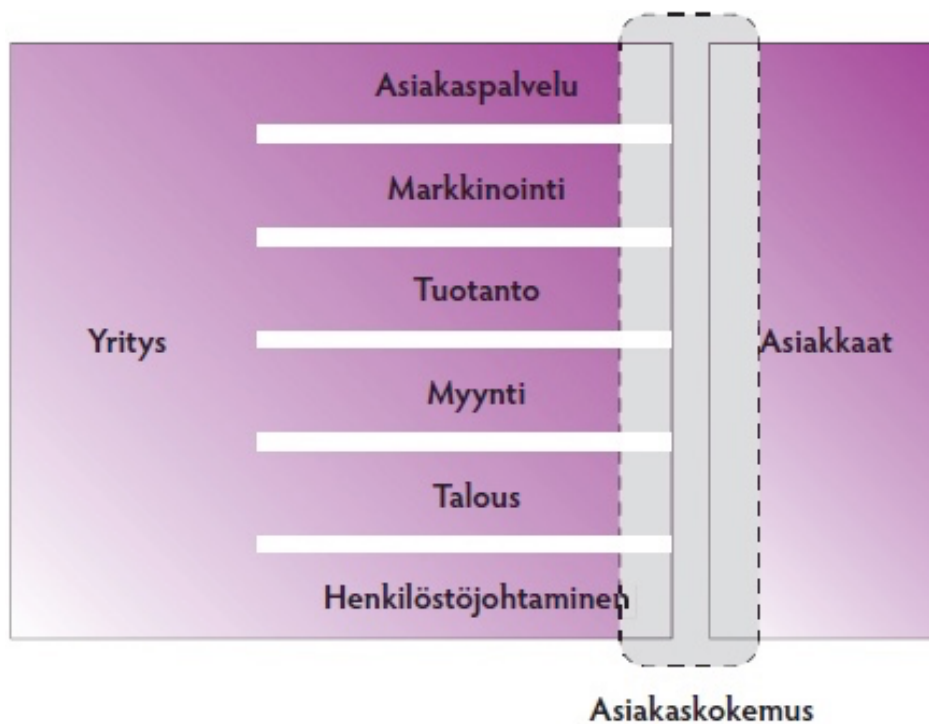 Asiakaspalvelu
Markkinointi
Tuotanto
Yritys
Asiakkaat
Myynti
Talous
Henkilöstöjohtaminen
Asiakaskokemus